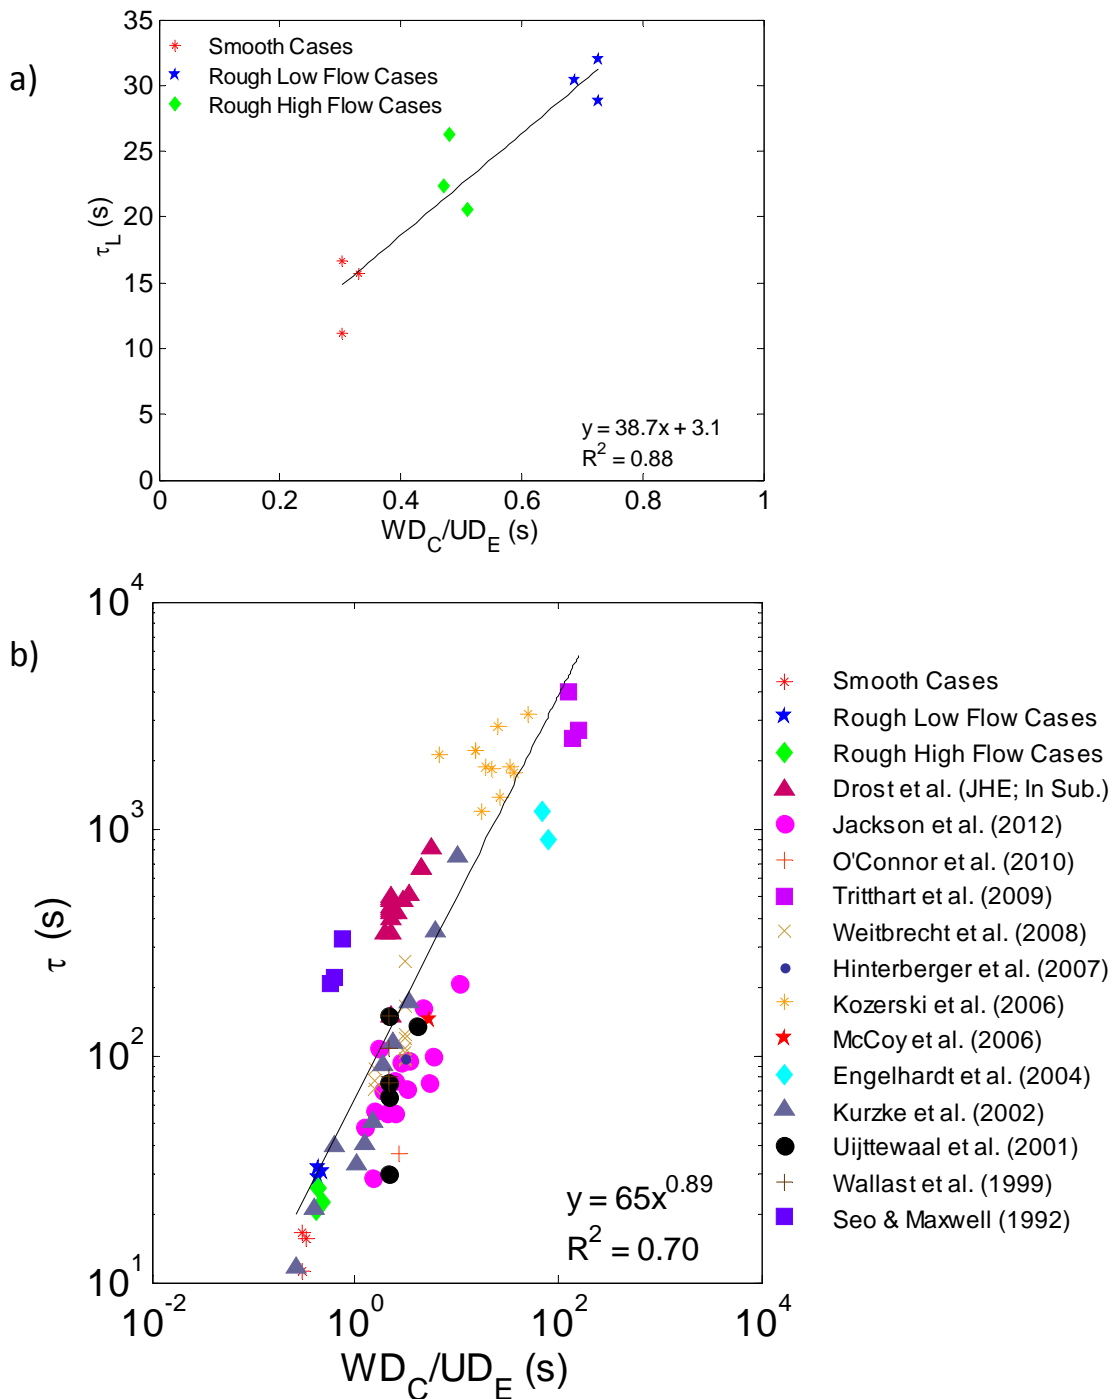 a)
35
30
25
20
15
10
5
0
τL (s)
Smooth Cases
Rough Low Flow Cases
Rough High Flow Cases
y = 38.7x + 3.1
R2 = 0.88
0 0.2 0.4 0.6 0.8 1
WDC/UDE (s)
b)
10^4
10^3
10^2
10^1
τ (s)
y = 65x^0.89
R2 = 0.70
10^-2 10^0 10^2 10^4
WDC/UDE (s)
Smooth Cases
Rough Low Flow Cases
Rough High Flow Cases
Drost et al. (JHE; In Sub.)
Jackson et al. (2012)
O'Connor et al. (2010)
Tritthart et al. (2009)
Weitbrecht et al. (2008)
Hinterberger et al. (2007)
Kozerski et al. (2006)
McCoy et al. (2006)
Engelhardt et al. (2004)
Kurzke et al. (2002)
Uijttewaal et al. (2001)
Wallast et al. (1999)
Seo & Maxwell (1992)